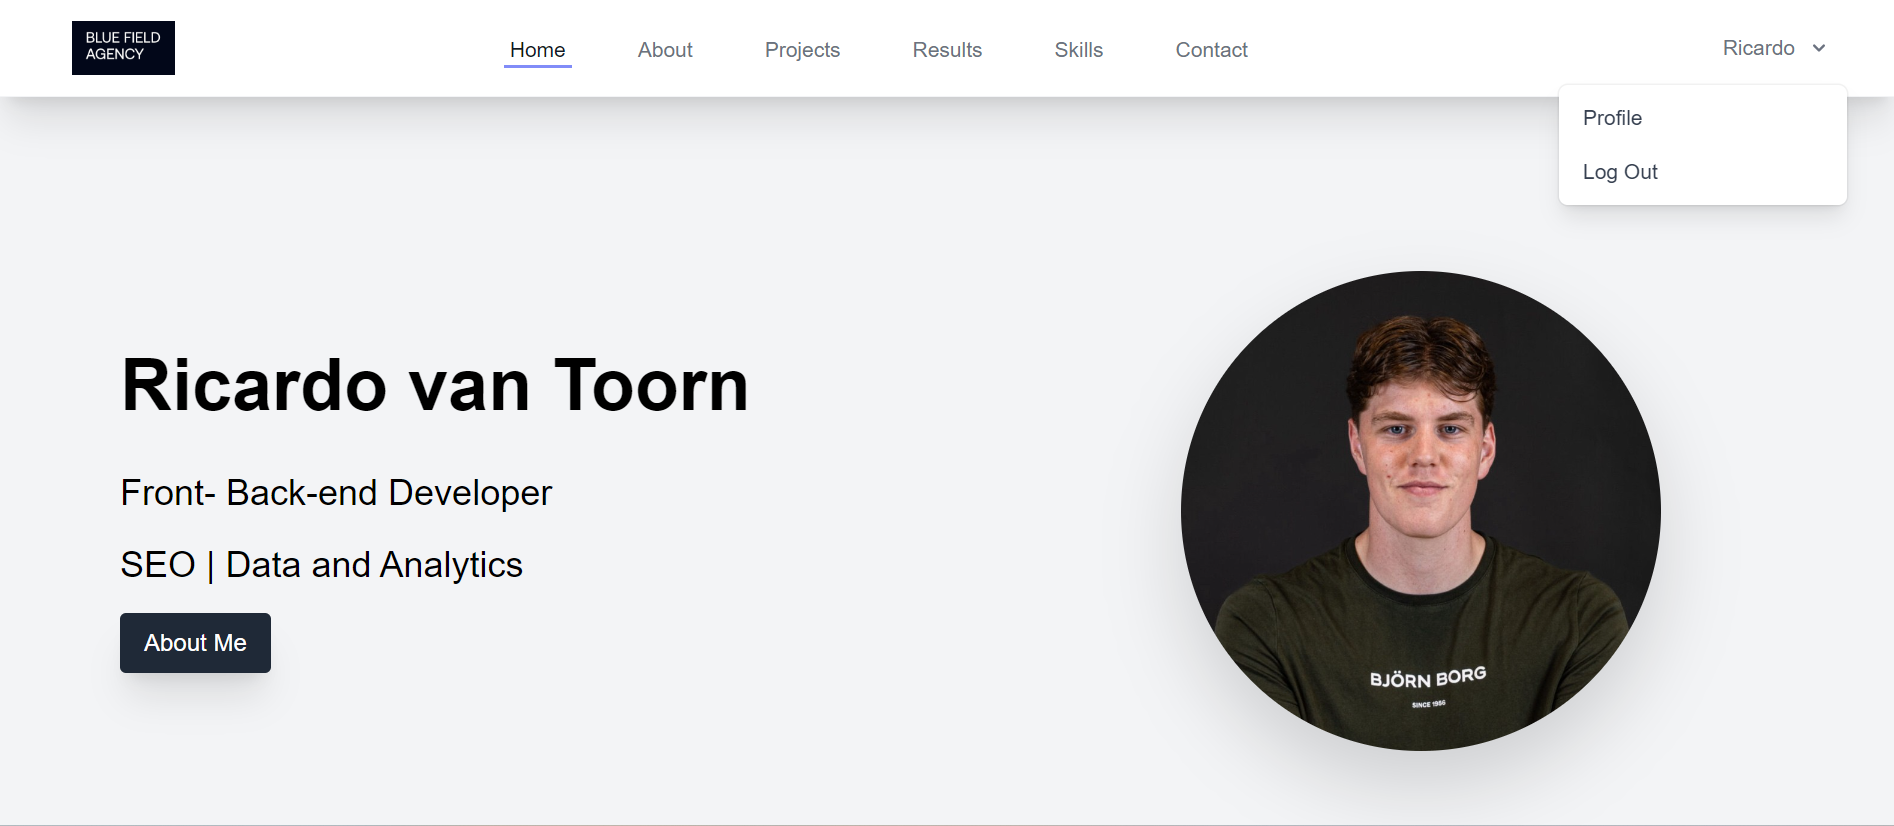 BLUE FIELD
AGENCY
Home
About
Projects
Results
Skills
Contact
Ricardo
Profile
Log Out
Ricardo van Toorn
Front- Back-end Developer
SEO | Data and Analytics
About Me
BJÖRN BORG
SINCE 1986